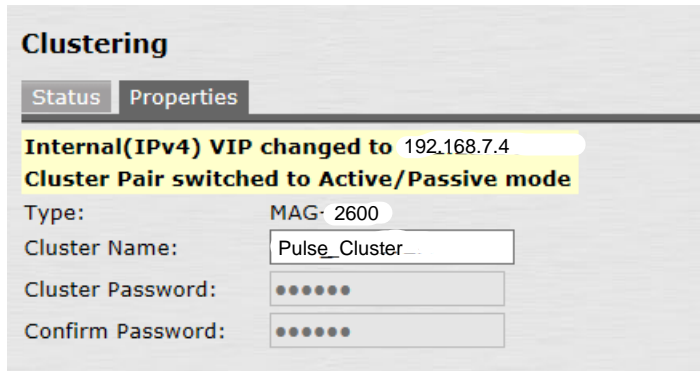 Clustering
Status Properties
Internal(IPv4) VIP changed to 192.168.7.4
Cluster Pair switched to Active/Passive mode
Type: MAG-2600
Cluster Name: Pulse_Cluster
Cluster Password: ●●●●●●
Confirm Password: ●●●●●●